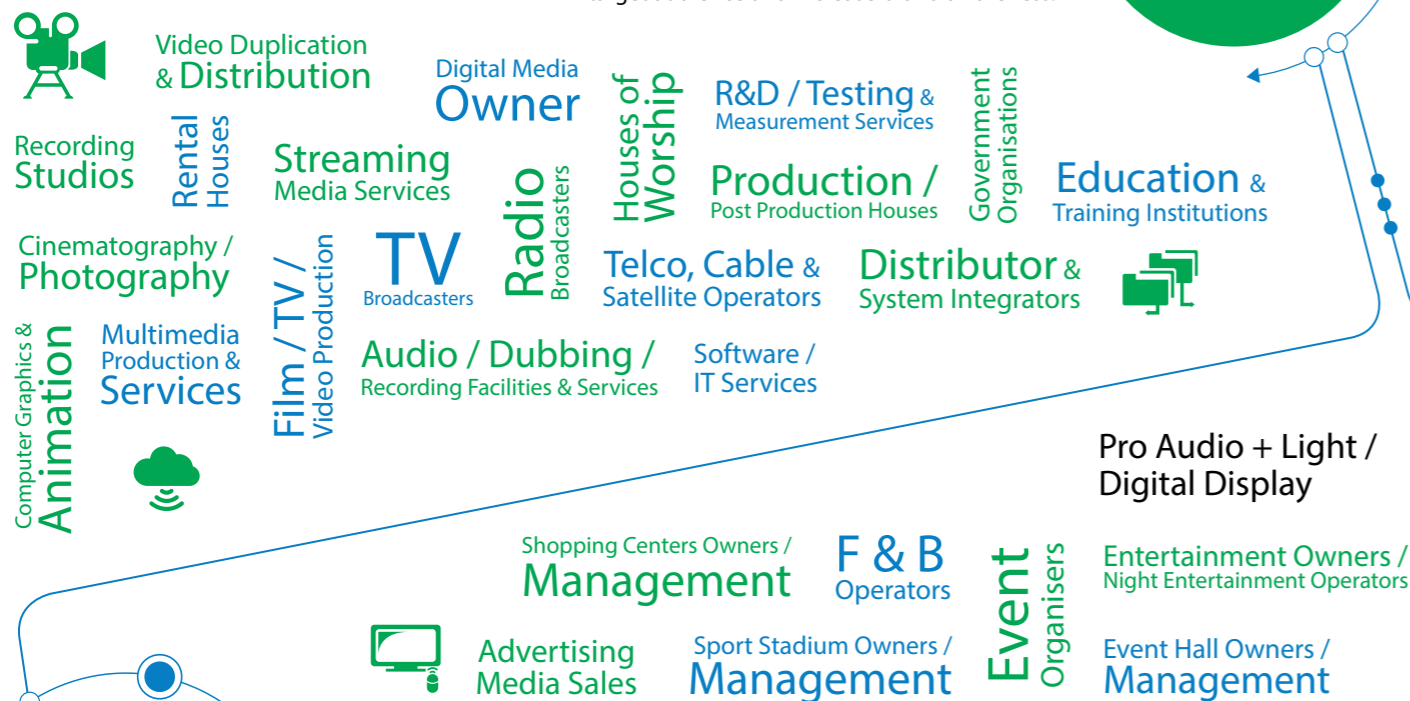 Video Duplication
& Distribution
Digital Media
Owner
Houses of
Worship
R&D / Testing &
Measurement Services
Government
Organisations
Recording
Studios
Rental
Houses
Streaming
Media Services
Radio
Broadcasters
Production /
Post Production Houses
Education &
Training Institutions
Cinematography /
Photography
Film / TV /
Video Production
TV
Broadcasters
Telco, Cable &
Satellite Operators
Distributor &
System Integrators
Computer Graphics &
Animation
Multimedia
Production &
Services
Audio / Dubbing /
Recording Facilities & Services
Software /
IT Services
Pro Audio + Light /
Digital Display
Shopping Centers Owners /
Management
F & B
Operators
Event
Organisers
Entertainment Owners /
Night Entertainment Operators
Advertising
Media Sales
Sport Stadium Owners /
Management
Event Hall Owners /
Management